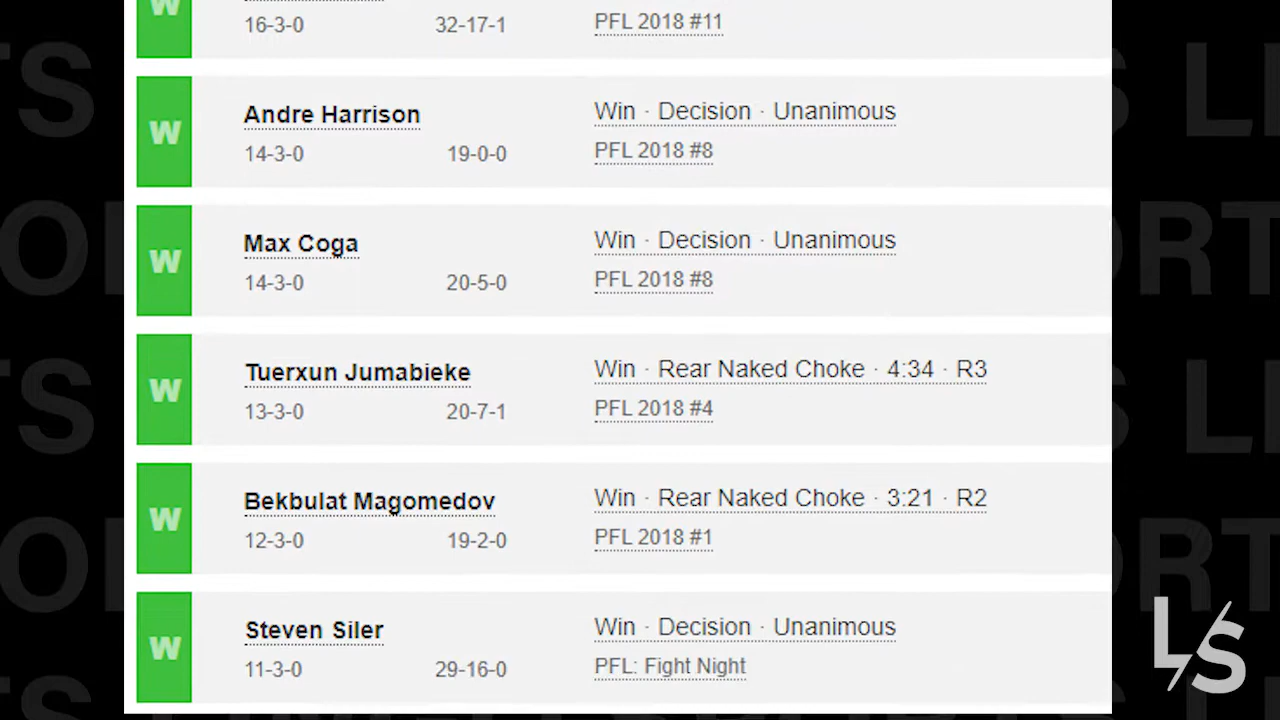 W
16-3-0 32-17-1 PFL 2018 #11
W Andre Harrison Win · Decision · Unanimous
14-3-0 19-0-0 PFL 2018 #8
W Max Coga Win · Decision · Unanimous
14-3-0 20-5-0 PFL 2018 #8
W Tuerxun Jumabieke Win · Rear Naked Choke · 4:34 · R3
13-3-0 20-7-1 PFL 2018 #4
W Bekbulat Magomedov Win · Rear Naked Choke · 3:21 · R2
12-3-0 19-2-0 PFL 2018 #1
W Steven Siler Win · Decision · Unanimous
11-3-0 29-16-0 PFL: Fight Night
LS